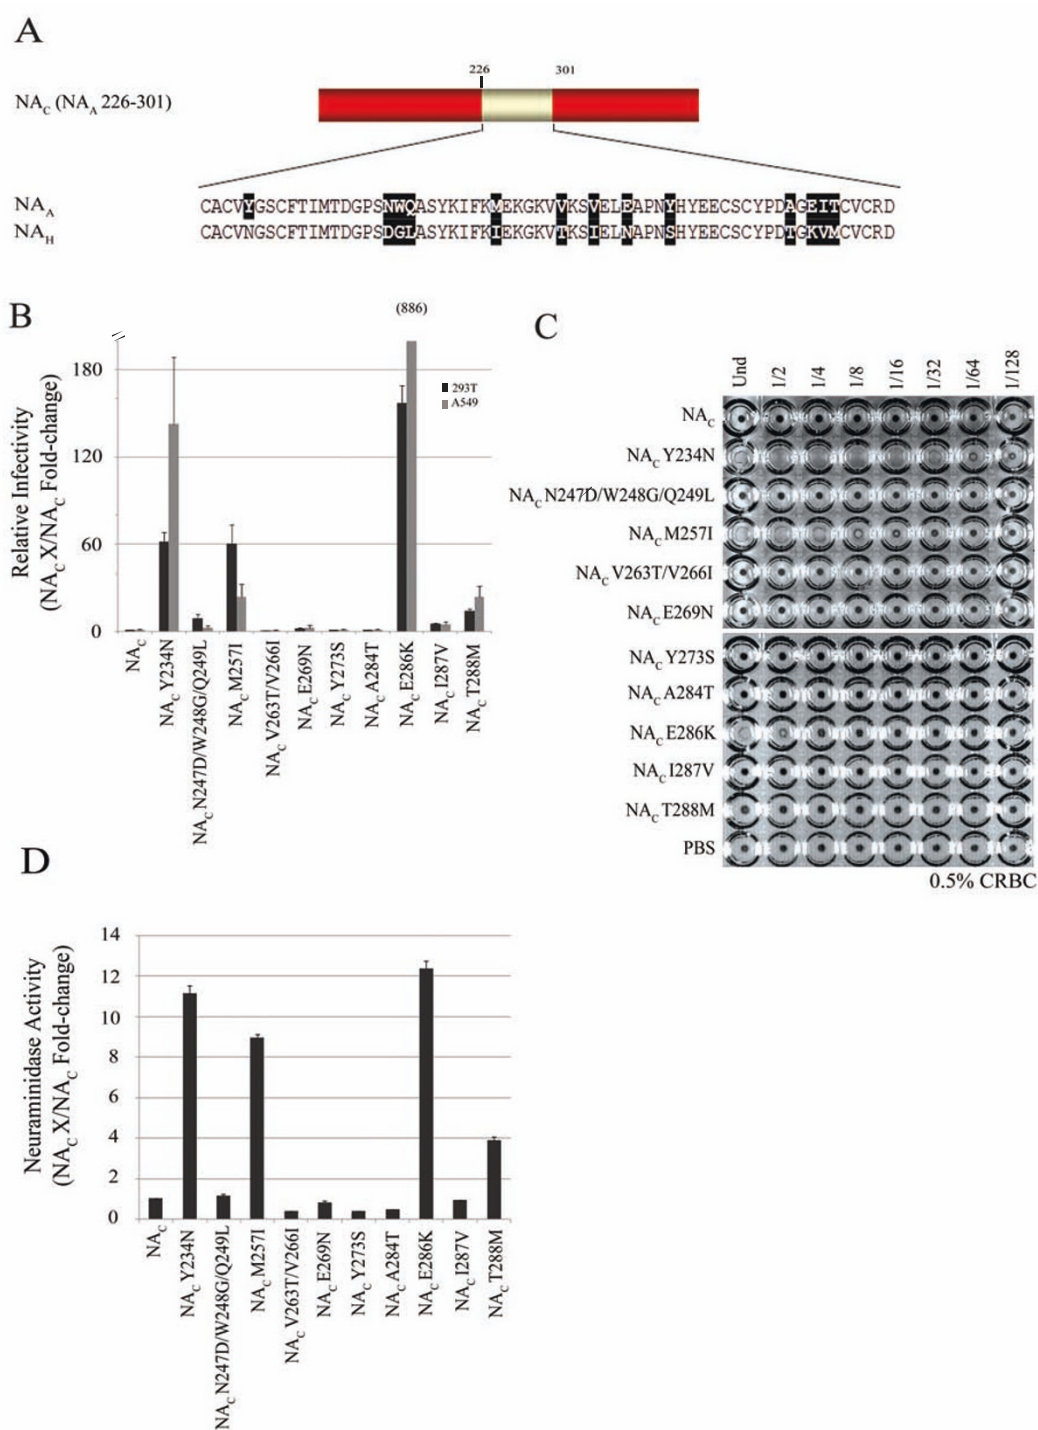 A
226 301
NAC (NAA 226-301)
NAA CACVYGSCFTIMTDGPSNWQASYKIFKMEKGKVVKSVELEAPNYHYEECSCYPDAGEITCVCRD
NAH CACVNGSCFTIMTDGPSDGLASYKIFKIEKGKVTKSIELNAPNSHYEECSCYPDTGKVMCVCRD
B
(886)
Relative Infectivity
(NAC X/NAC Fold-change)
180
120
60
0
293T
A549
NAC
NAC Y234N
NAC N247D/W248G/Q249L
NAC M257I
NAC V263T/V266I
NAC E269N
NAC Y273S
NAC A284T
NAC E286K
NAC I287V
NAC T288M
C
Und 1/2 1/4 1/8 1/16 1/32 1/64 1/128
NAC
NAC Y234N
NAC N247D/W248G/Q249L
NAC M257I
NAC V263T/V266I
NAC E269N
NAC Y273S
NAC A284T
NAC E286K
NAC I287V
NAC T288M
PBS
0.5% CRBC
D
Neuraminidase Activity
(NAC X/NAC Fold-change)
14
12
10
8
6
4
2
0
NAC
NAC Y234N
NAC N247D/W248G/Q249L
NAC M257I
NAC V263T/V266I
NAC E269N
NAC Y273S
NAC A284T
NAC E286K
NAC I287V
NAC T288M